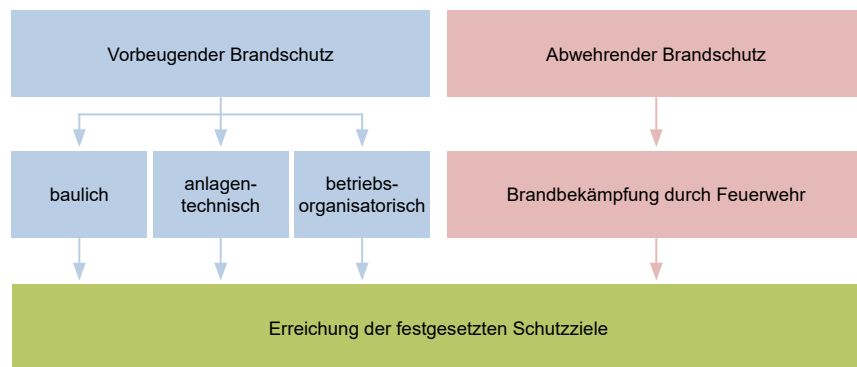 Vorbeugender Brandschutz
Abwehrender Brandschutz
baulich
anlagen-
technisch
betriebs-
organisatorisch
Brandbekämpfung durch Feuerwehr
Erreichung der festgesetzten Schutzziele